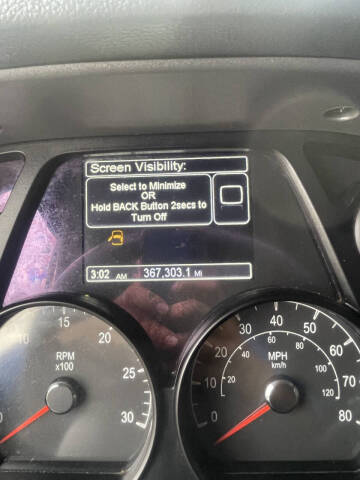 Screen Visibility:
Select to Minimize
OR
Hold BACK Button 2secs to
Turn Off
3:02 AM 367,303.1 Mi
10 15 20 25 30
RPM
x100
0 10 20 30 40 50 60 70 80
20 40 60 80 100 120
MPH
km/h